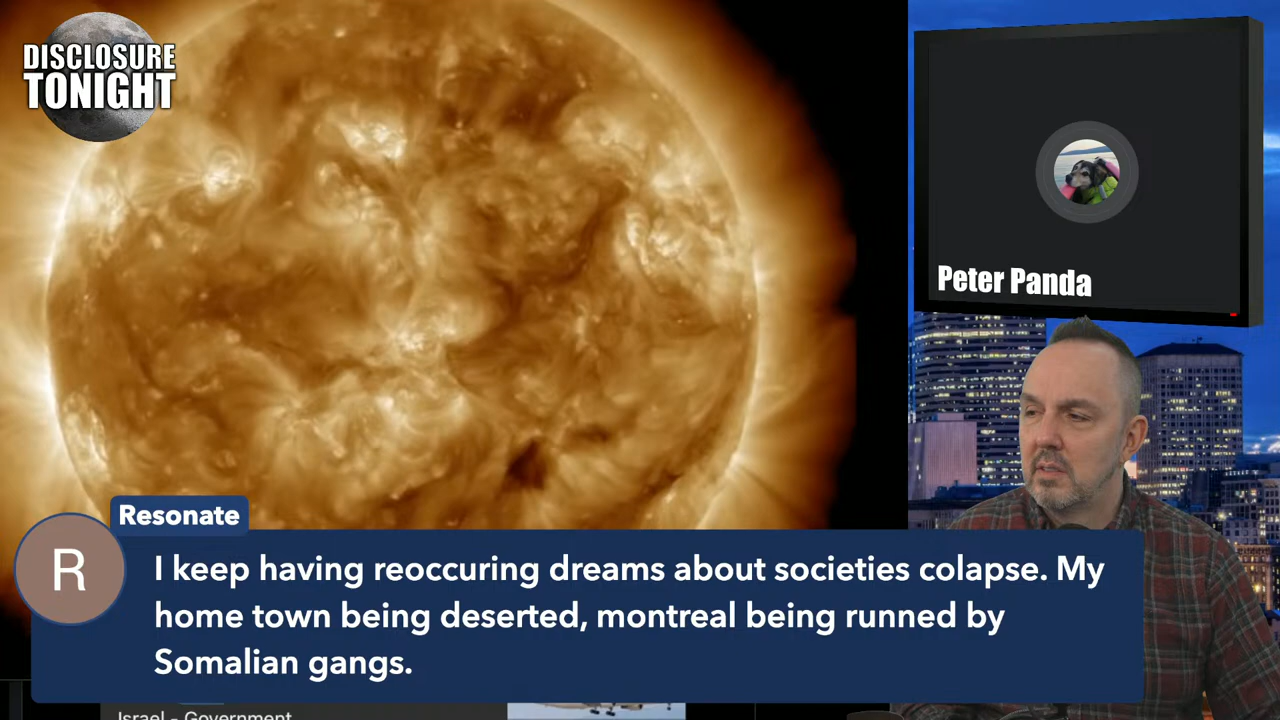 DISCLOSURE
TONIGHT
Peter Panda
Resonate
R
I keep having reoccuring dreams about societies colapse. My
home town being deserted, montreal being runned by
Somalian gangs.
Israel - Government